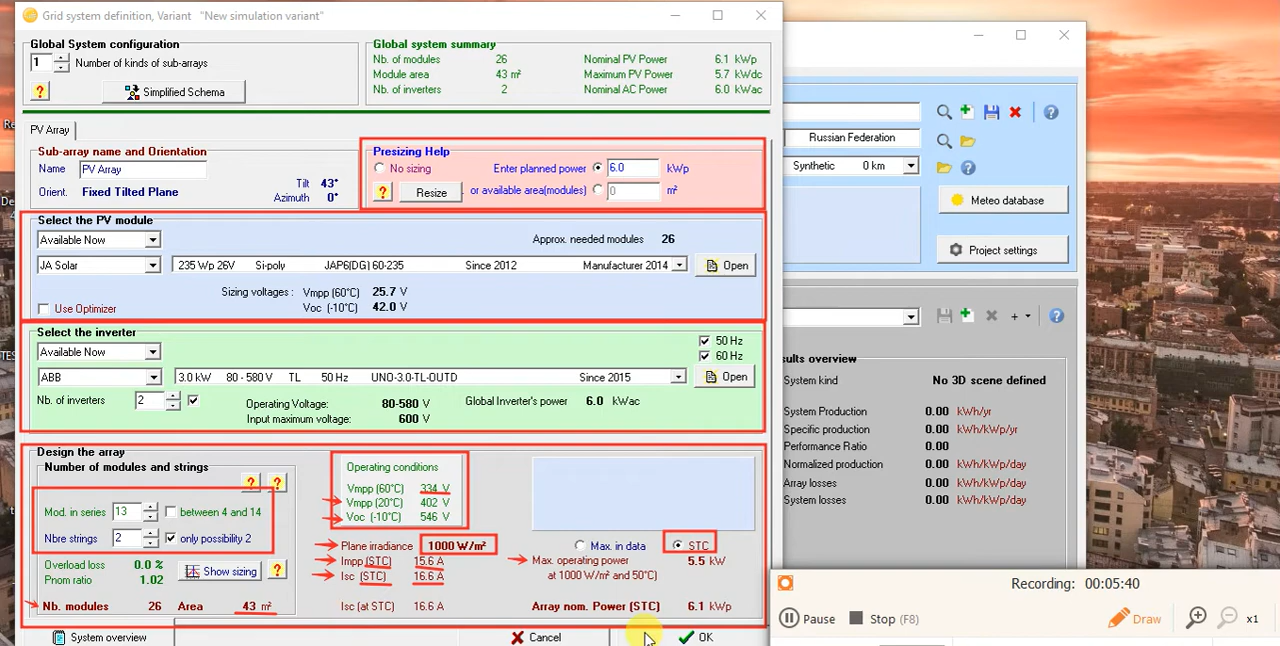 Grid system definition, Variant "New simulation variant"
Global System configuration
1 Number of kinds of sub-arrays
? Simplified Schema
Global system summary
Nb. of modules 26 Nominal PV Power 6.1 kWp
Module area 43 m² Maximum PV Power 5.7 kWdc
Nb. of inverters 2 Nominal AC Power 6.0 kWac
PV Array
Sub-array name and Orientation
Name PV Array
Orient. Fixed Tilted Plane
Tilt 43°
Azimuth 0°
Presizing Help
No sizing Enter planned power 6.0 kWp
? Resize or available area(modules) 0 m²
Select the PV module
Available Now Approx. needed modules 26
JA Solar 235 Wp 26V Si-poly JAP6(DG) 60-235 Since 2012 Manufacturer 2014 Open
Sizing voltages : Vmpp (60°C) 25.7 V
Use Optimizer Voc (-10°C) 42.0 V
Select the inverter
Available Now
50 Hz
60 Hz
ABB 3.0 kW 80 - 580 V TL 50 Hz UNO-3.0-TL-OUTD Since 2015 Open
Nb. of inverters 2
Operating Voltage: 80-580 V Global Inverter's power 6.0 kWac
Input maximum voltage: 600 V
Design the array
Number of modules and strings
? ?
Mod. in series 13 between 4 and 14
Nbre strings 2 only possibility 2
Overload loss 0.0 %
Pnom ratio 1.02
Show sizing ?
Nb. modules 26 Area 43 m²
Operating conditions
Vmpp (60°C) 334 V
Vmpp (20°C) 402 V
Voc (-10°C) 546 V
Plane irradiance 1000 W/m²
Impp (STC) 15.6 A
Isc (STC) 16.6 A
Isc (at STC) 16.6 A
Max. in data STC
Max. operating power 5.5 kW
at 1000 W/m² and 50°C)
Array nom. Power (STC) 6.1 kWp
System overview Cancel OK
Russian Federation
Synthetic 0 km
Meteo database
Project settings
sults overview
System kind No 3D scene defined
System Production 0.00 kWh/yr
Specific production 0.00 kWh/kWp/yr
Performance Ratio 0.00
Normalized production 0.00 kWh/kWp/day
Array losses 0.00 kWh/kWp/day
System losses 0.00 kWh/kWp/day
Recording: 00:05:40
Pause Stop (F8) Draw x1